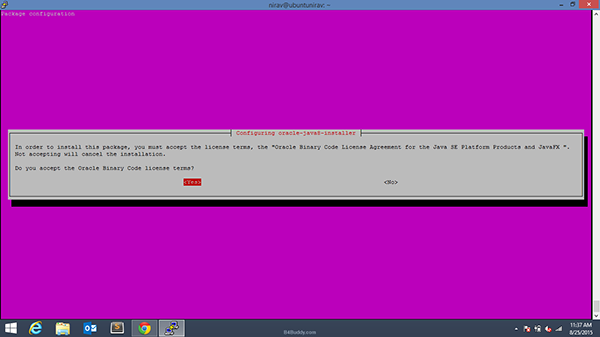 nirav@ubuntunirav: ~
Package configuration
Configuring oracle-java8-installer
In order to install this package, you must accept the license terms, the "Oracle Binary Code License Agreement for the Java SE Platform Products and JavaFX ".
Not accepting will cancel the installation.
Do you accept the Oracle Binary Code license terms?
<Yes>
<No>
B4Buddy.com
11:37 AM
8/25/2015